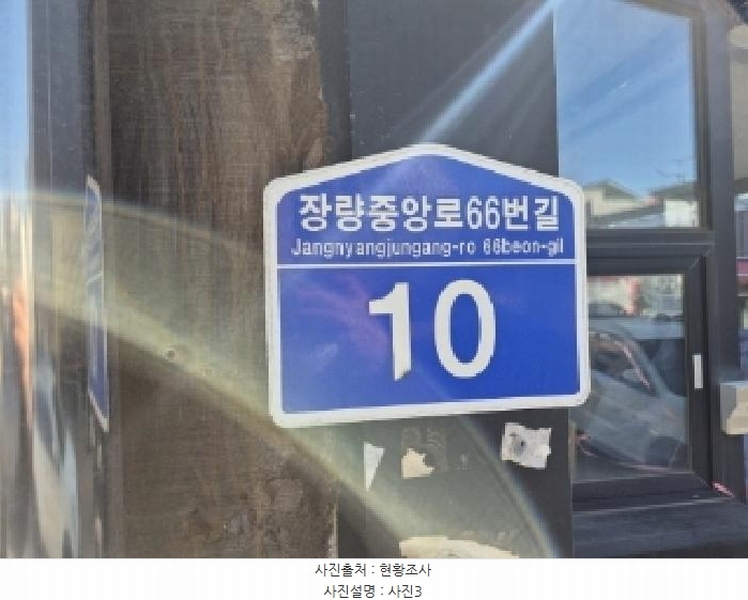 장량중앙로66번길
Jangnyangjungang-ro 66beon-gil
10
사진출처 : 현황조사
사진설명 : 사진3